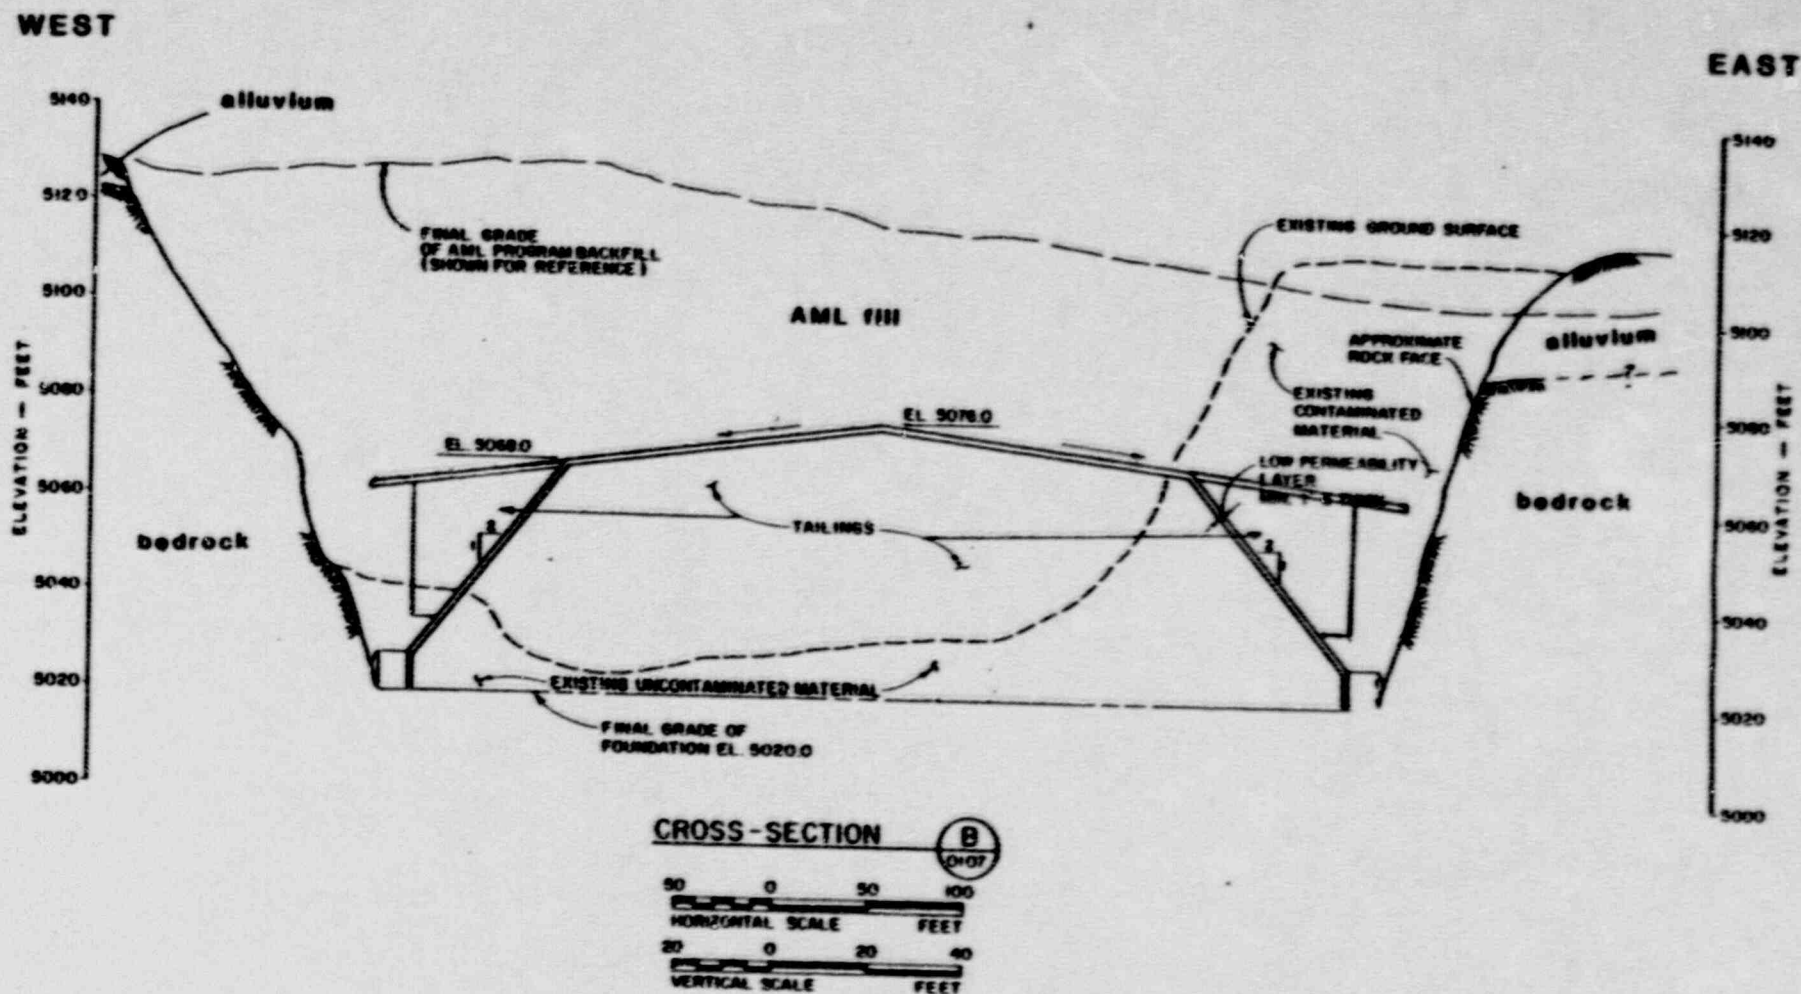 WEST
EAST
5140
alluvium
5120
5100
5080
5060
5040
5020
5000
ELEVATION — FEET
FINAL GRADE
OF AML PROGRAM BACKFILL
(SHOWN FOR REFERENCE)
AML fill
EXISTING GROUND SURFACE
APPROXIMATE
ROCK FACE
alluvium
?
EXISTING
CONTAMINATED
MATERIAL
LOW PERMEABILITY
LAYER
EL. 5068.0
EL. 5076.0
TAILINGS
2
1
2
bedrock
bedrock
EXISTING UNCONTAMINATED MATERIAL
FINAL GRADE OF
FOUNDATION EL. 5020.0
5140
5120
5100
5080
5060
5040
5020
5000
ELEVATION — FEET
CROSS-SECTION
B
0107
50 0 50 100
HORIZONTAL SCALE FEET
20 0 20 40
VERTICAL SCALE FEET